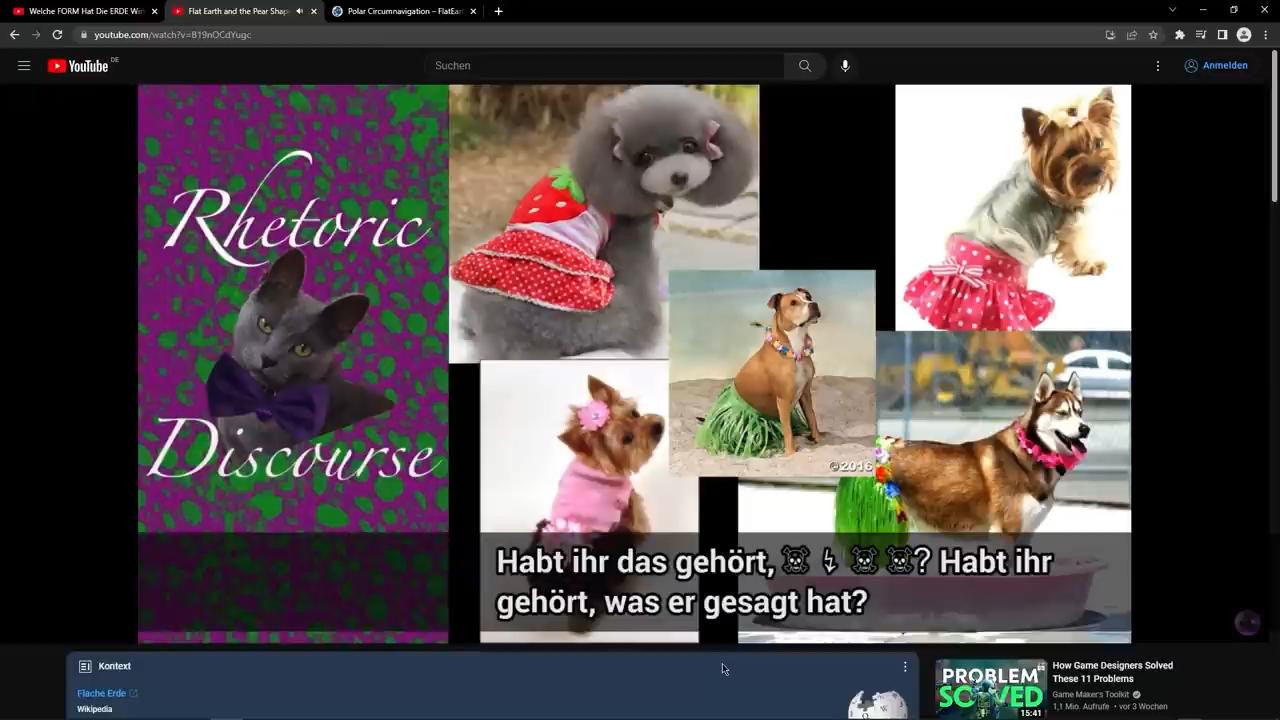 Welche FORM Hat Die ERDE Wir
Flat Earth and the Pear Shap
Polar Circumnavigation – FlatEar
youtube.com/watch?v=B19nOCdYugc
YouTube DE
Suchen
Anmelden
Rhetoric
Discourse
©2016
Habt ihr das gehört, ☠ ⚡ ☠ ☠? Habt ihr
gehört, was er gesagt hat?
Kontext
Flache Erde
Wikipedia
PROBLEM
SOLVED
15:41
How Game Designers Solved
These 11 Problems
Game Maker's Toolkit
1,1 Mio. Aufrufe • vor 3 Wochen